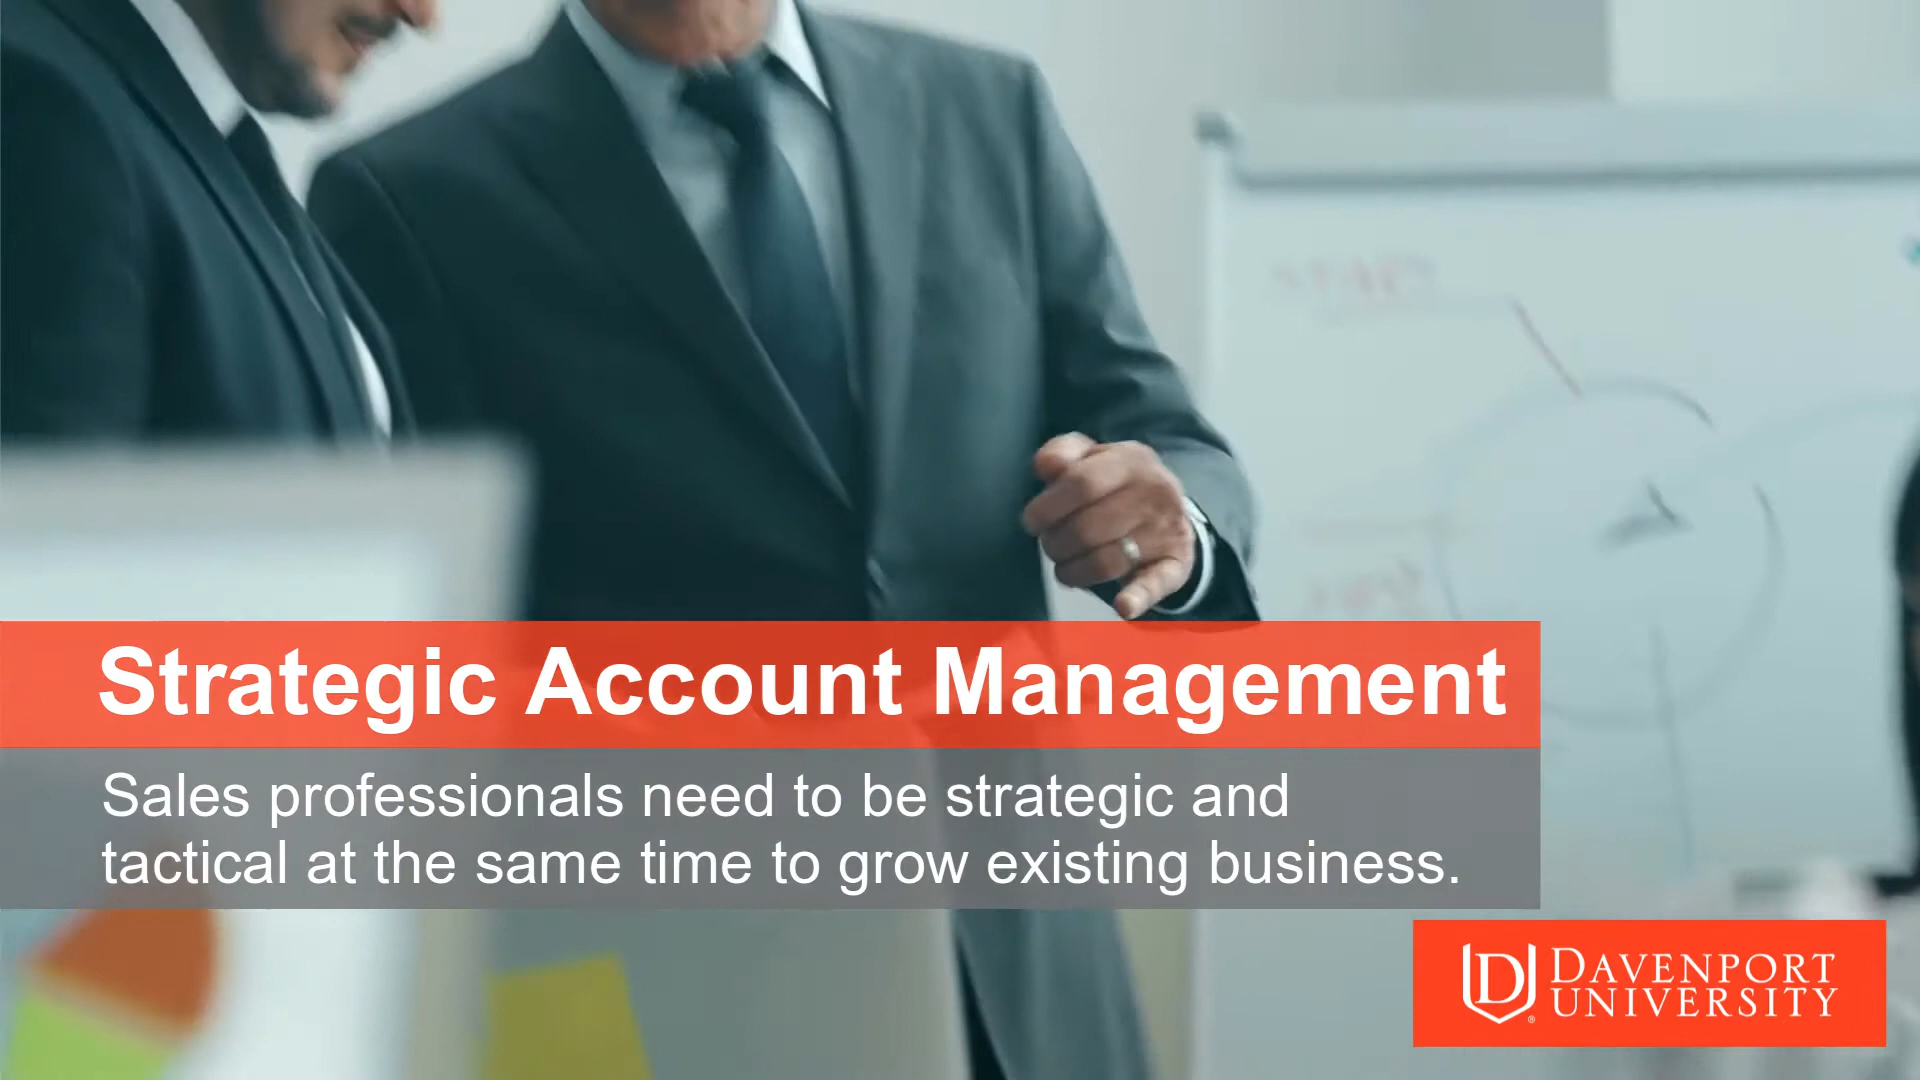 Strategic Account Management
Sales professionals need to be strategic and
tactical at the same time to grow existing business.
DAVENPORT
UNIVERSITY